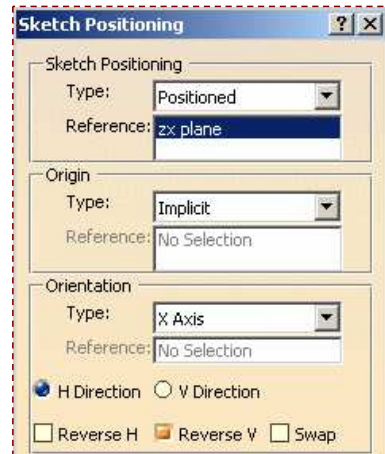 Sketch Positioning ? X
Sketch Positioning
Type: Positioned
Reference: zx plane
Origin
Type: Implicit
Reference: No Selection
Orientation
Type: X Axis
Reference: No Selection
H Direction V Direction
Reverse H Reverse V Swap